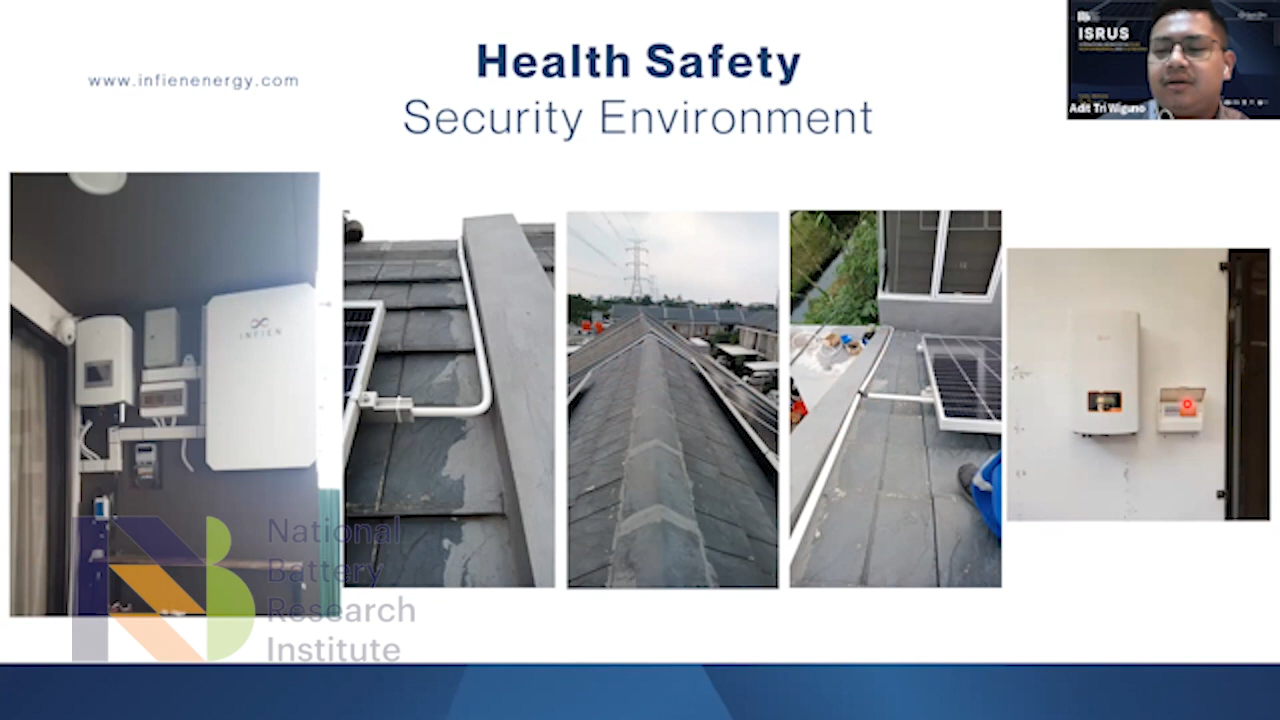 www.infienenergy.com
Health Safety
Security Environment
ISRUS
Adit Tri Wiguno
INFIEN
National
Battery
Research
Institute